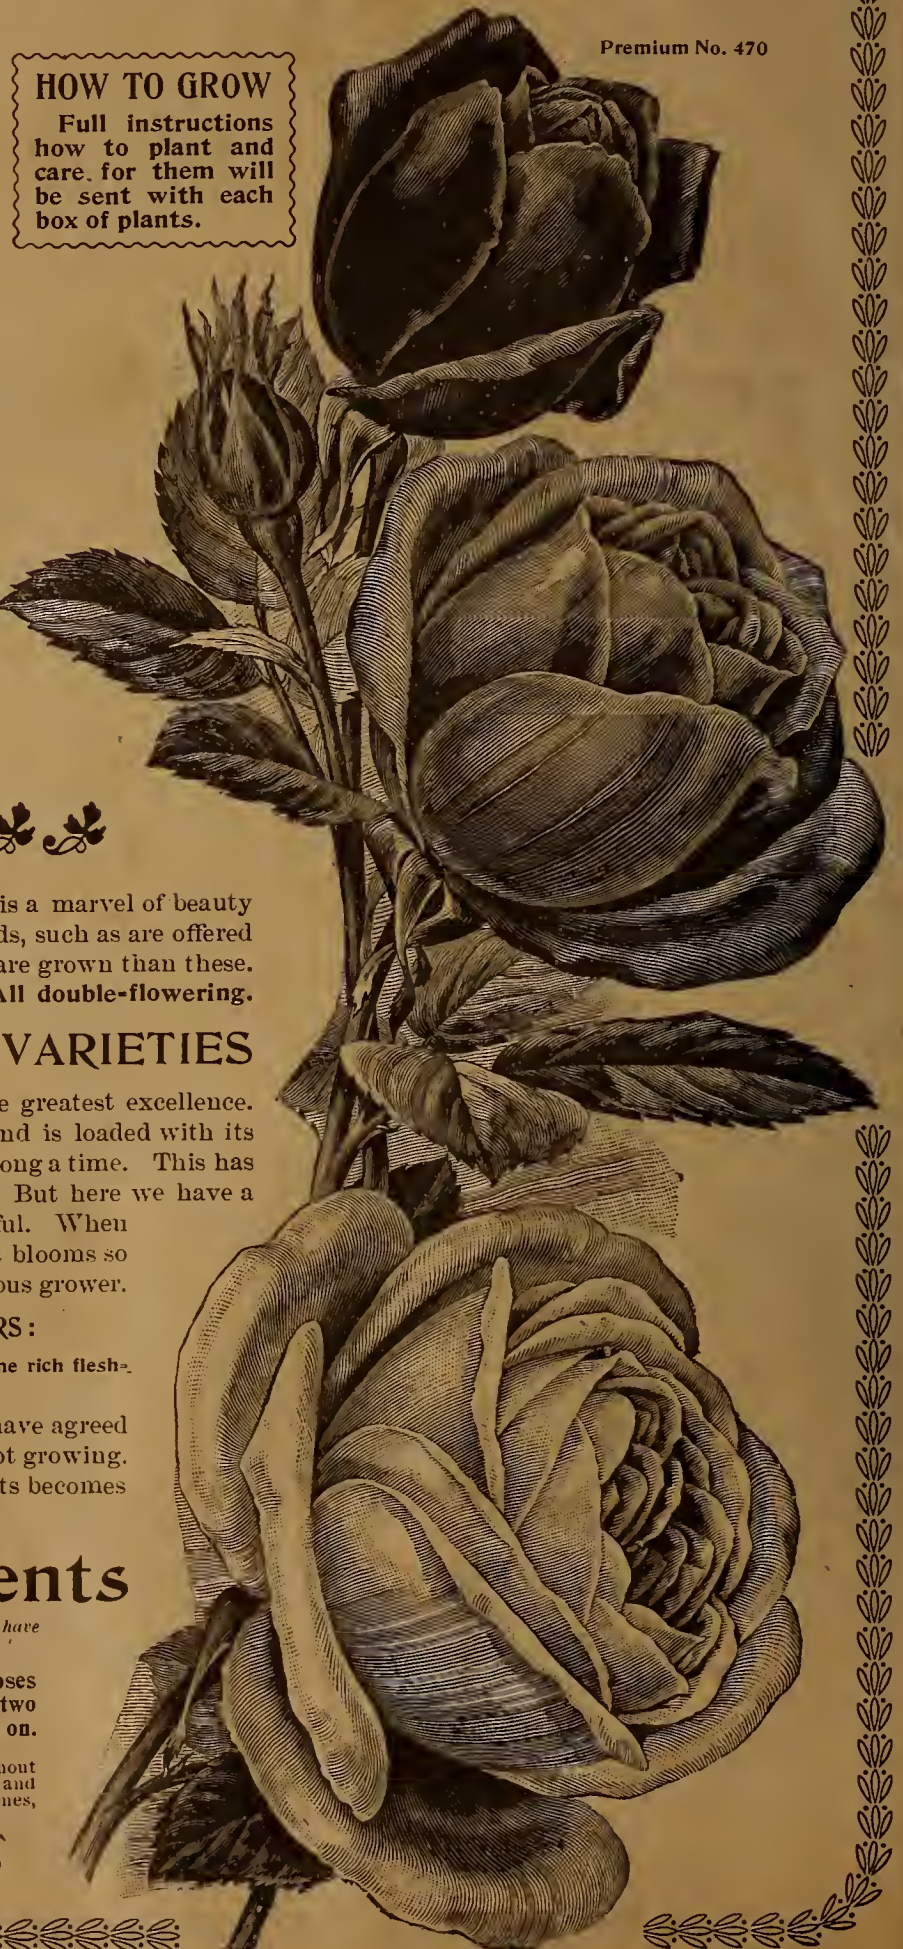 Premium No. 470
HOW TO GROW
Full instructions
how to plant and
care for them will
be sent with each
box of plants.
is a marvel of beauty
ds, such as are offered
are grown than these.
All double-flowering.
VARIETIES
e greatest excellence.
nd is loaded with its
ong a time. This has
But here we have a
ful. When
blooms so
ous grower.
RS:
he rich flesh-
have agreed
ot growing.
ts becomes
ents
have
oses
two
on.
hout
and
nes,